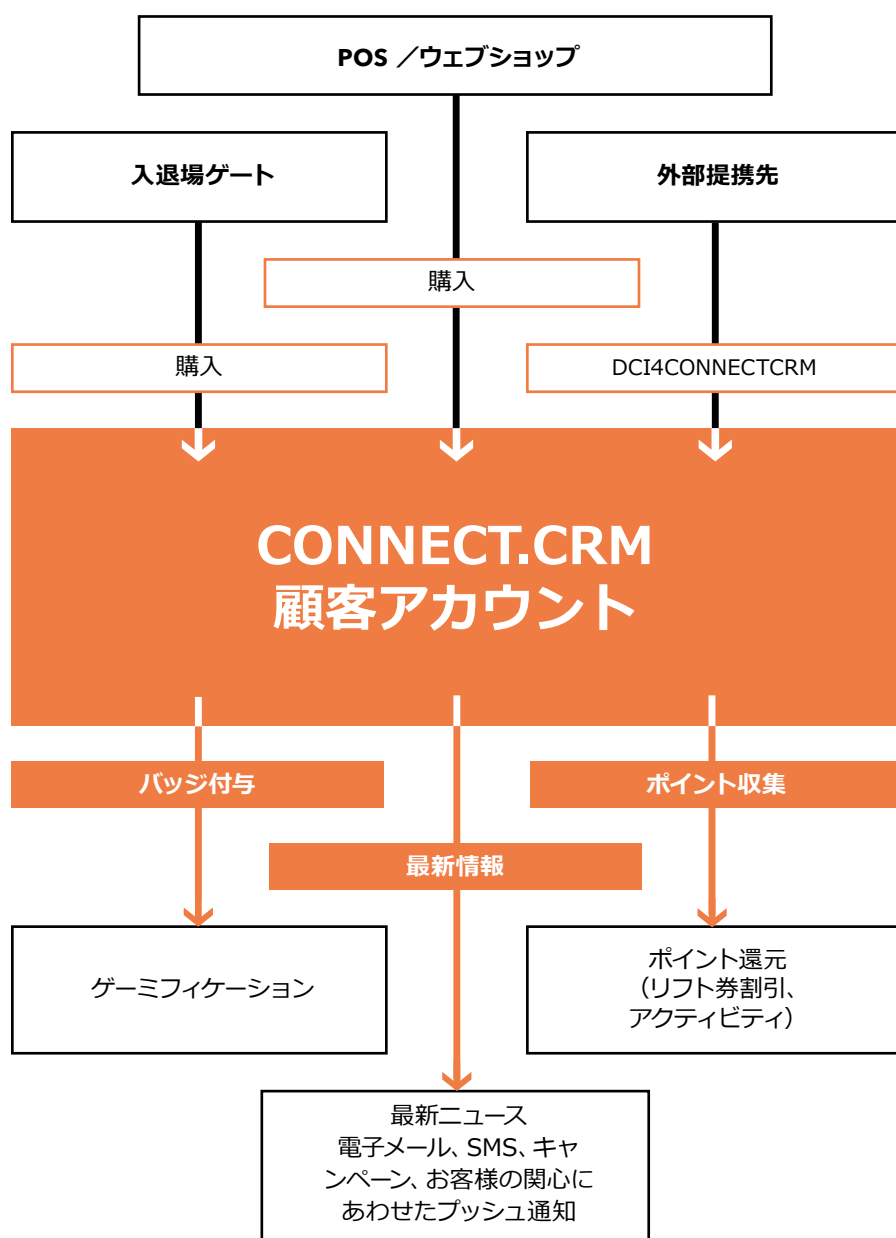 POS ／ウェブショップ
入退場ゲート
外部提携先
購入
購入
DCI4CONNECTCRM
CONNECT.CRM
顧客アカウント
バッジ付与
ポイント収集
最新情報
ゲーミフィケーション
ポイント還元
（リフト券割引、
アクティビティ）
最新ニュース
電子メール、SMS、キャ
ンペーン、お客様の関心に
あわせたプッシュ通知